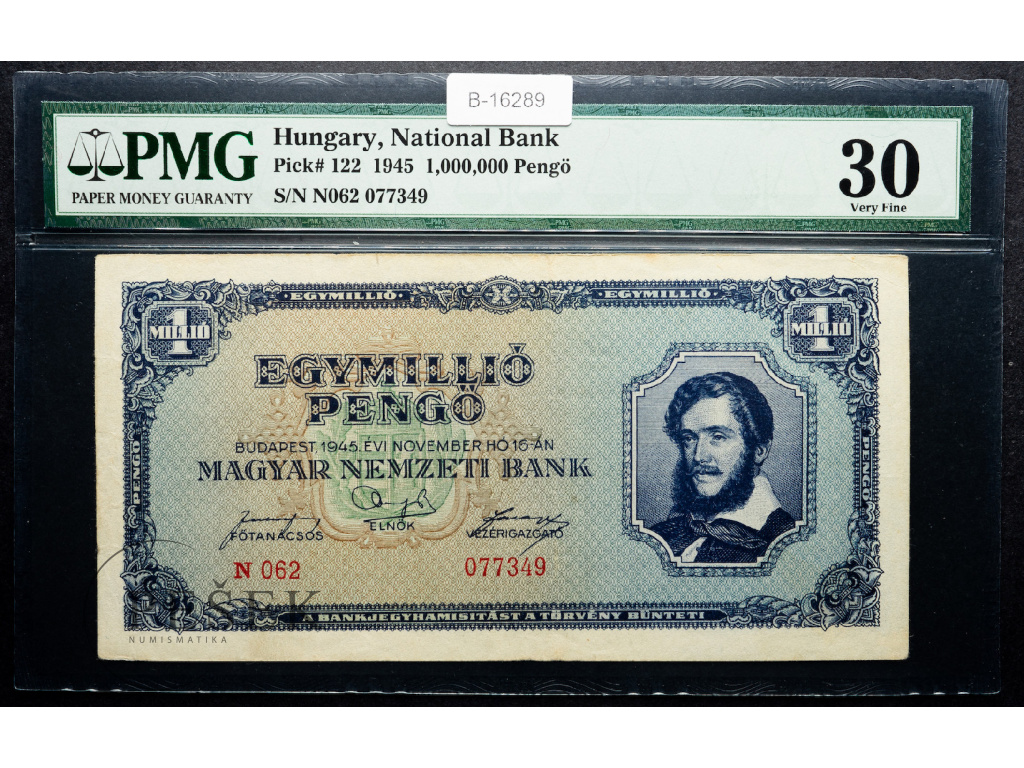 B-16289
PMG
PAPER MONEY GUARANTY
Hungary, National Bank
Pick# 122 1945 1,000,000 Pengö
S/N N062 077349
30
Very Fine
EGYMILLIÓ
EGYMILLIÓ
1
MILLIÓ
1
MILLIÓ
EGYMILLIÓ
PENGŐ
BUDAPEST, 1945. ÉVI NOVEMBER HÓ 16-ÁN
MAGYAR NEMZETI BANK
FŐTANÁCSOS
ELNÖK
VEZÉRIGAZGATÓ
N 062
077349
A BANKJEGYHAMISÍTÁST A TÖRVÉNY BÜNTETI
NUMISMATIKA